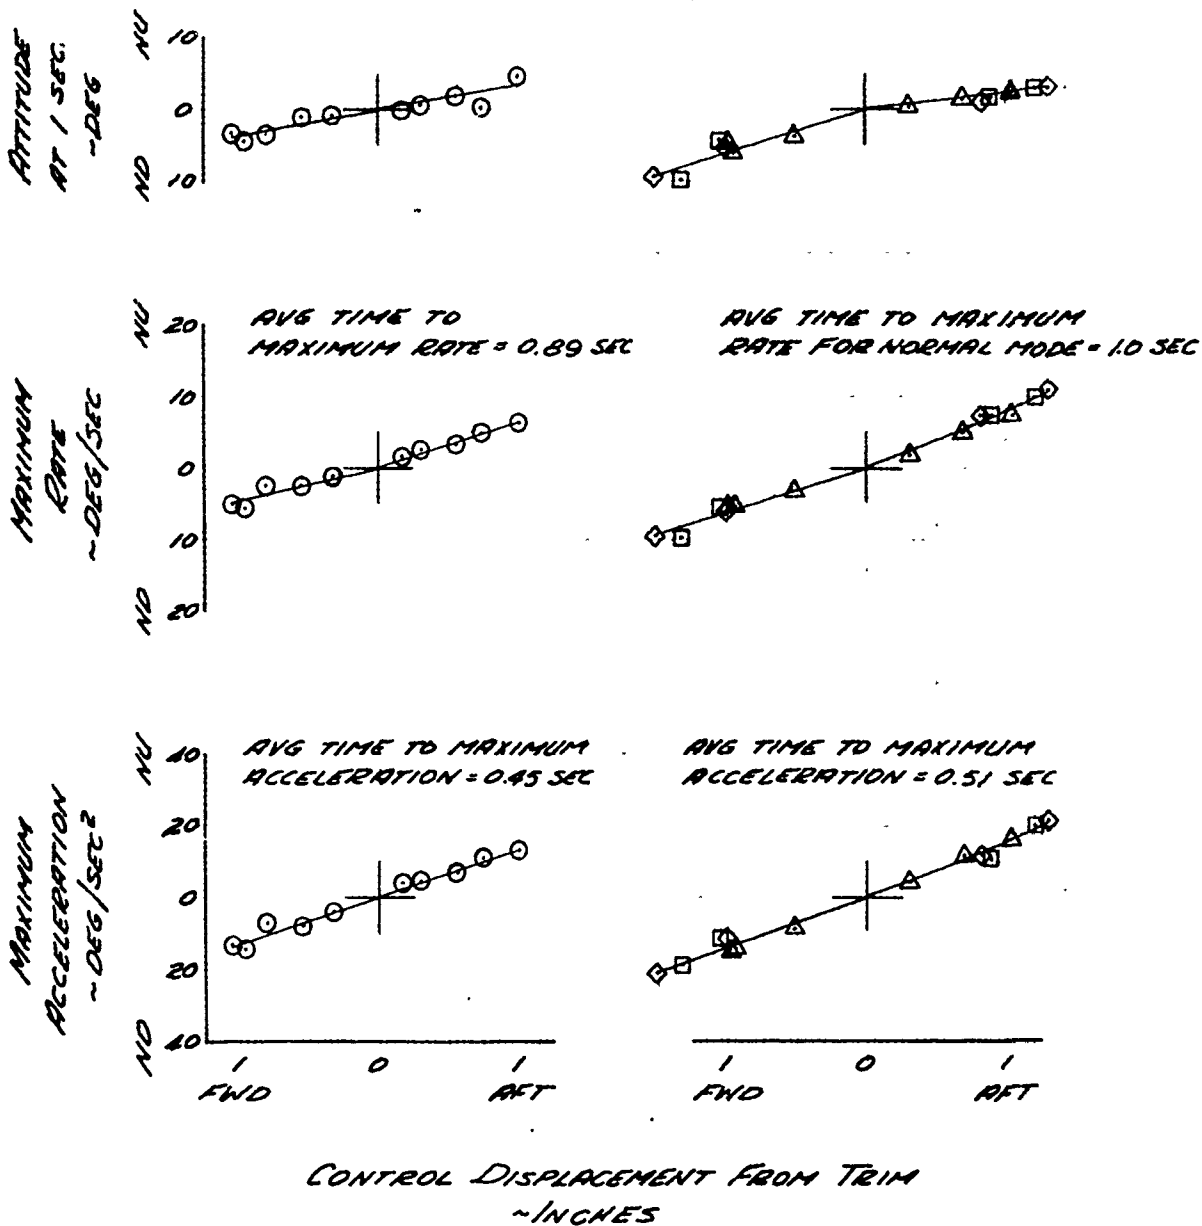 ATTITUDE
AT 1 SEC.
~DEG
NU
10
0
10
ND
MAXIMUM
RATE
~DEG/SEC
NU
20
10
0
10
20
ND
AVG TIME TO
MAXIMUM RATE = 0.89 SEC
AVG TIME TO MAXIMUM
RATE FOR NORMAL MODE = 1.0 SEC
MAXIMUM
ACCELERATION
~DEG/SEC²
NU
40
20
0
20
40
ND
AVG TIME TO MAXIMUM
ACCELERATION = 0.45 SEC
AVG TIME TO MAXIMUM
ACCELERATION = 0.51 SEC
1 0 1
FWD AFT
1 0 1
FWD AFT
CONTROL DISPLACEMENT FROM TRIM
~INCHES